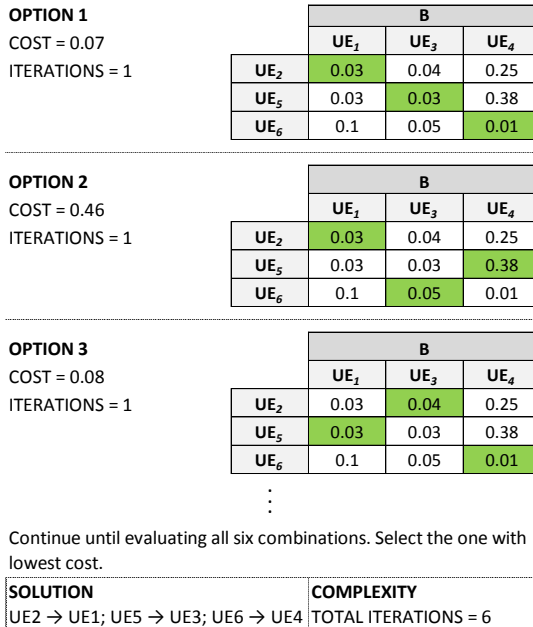 OPTION 1 B
COST = 0.07 UE1 UE3 UE4
ITERATIONS = 1 UE2 0.03 0.04 0.25
UE5 0.03 0.03 0.38
UE6 0.1 0.05 0.01
OPTION 2 B
COST = 0.46 UE1 UE3 UE4
ITERATIONS = 1 UE2 0.03 0.04 0.25
UE5 0.03 0.03 0.38
UE6 0.1 0.05 0.01
OPTION 3 B
COST = 0.08 UE1 UE3 UE4
ITERATIONS = 1 UE2 0.03 0.04 0.25
UE5 0.03 0.03 0.38
UE6 0.1 0.05 0.01
⋮
Continue until evaluating all six combinations. Select the one with
lowest cost.
SOLUTION COMPLEXITY
UE2 → UE1; UE5 → UE3; UE6 → UE4 TOTAL ITERATIONS = 6